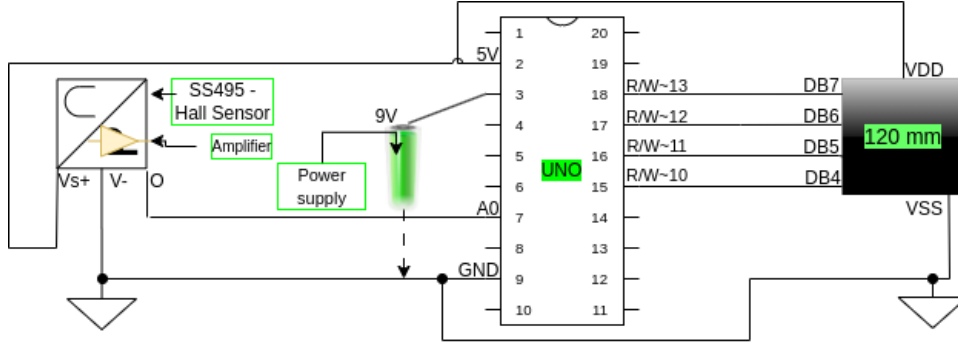 VDD
5V
SS495 -
Hall Sensor
Amplifier
Vs+ V- O
9V
Power
supply
A0
GND
1 20
2 19
3 18
4 17
5 16
6 15
7 14
8 13
9 12
10 11
UNO
R/W~13 DB7
R/W~12 DB6
R/W~11 DB5
R/W~10 DB4
120 mm
VSS